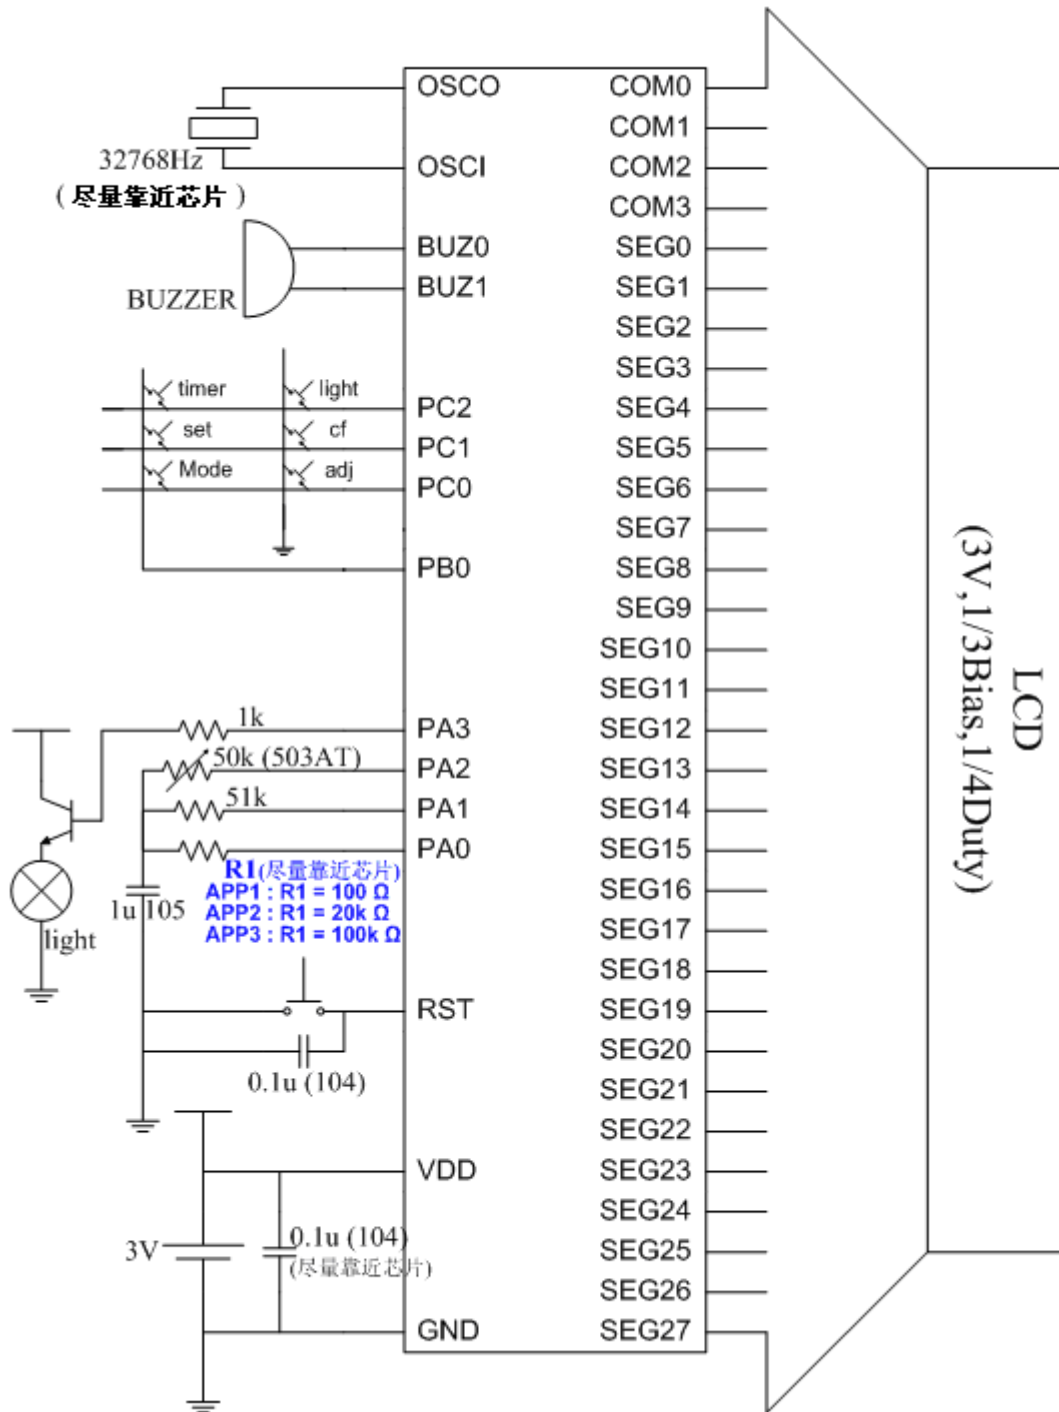 OSCO
COM0
COM1
32768Hz
OSCI
COM2
(尽量靠近芯片)
COM3
BUZ0
SEG0
BUZZER
BUZ1
SEG1
SEG2
SEG3
timer
light
PC2
SEG4
set
cf
PC1
SEG5
Mode
adj
PC0
SEG6
SEG7
PB0
SEG8
SEG9
SEG10
SEG11
1k
PA3
SEG12
50k (503AT)
PA2
SEG13
51k
PA1
SEG14
PA0
SEG15
R1(尽量靠近芯片)
APP1 : R1 = 100 Ω
APP2 : R1 = 20k Ω
APP3 : R1 = 100k Ω
SEG16
1u 105
SEG17
light
SEG18
RST
SEG19
SEG20
0.1u (104)
SEG21
SEG22
VDD
SEG23
SEG24
3V
0.1u (104)
(尽量靠近芯片)
SEG25
SEG26
GND
SEG27
LCD
(3V,1/3Bias,1/4Duty)